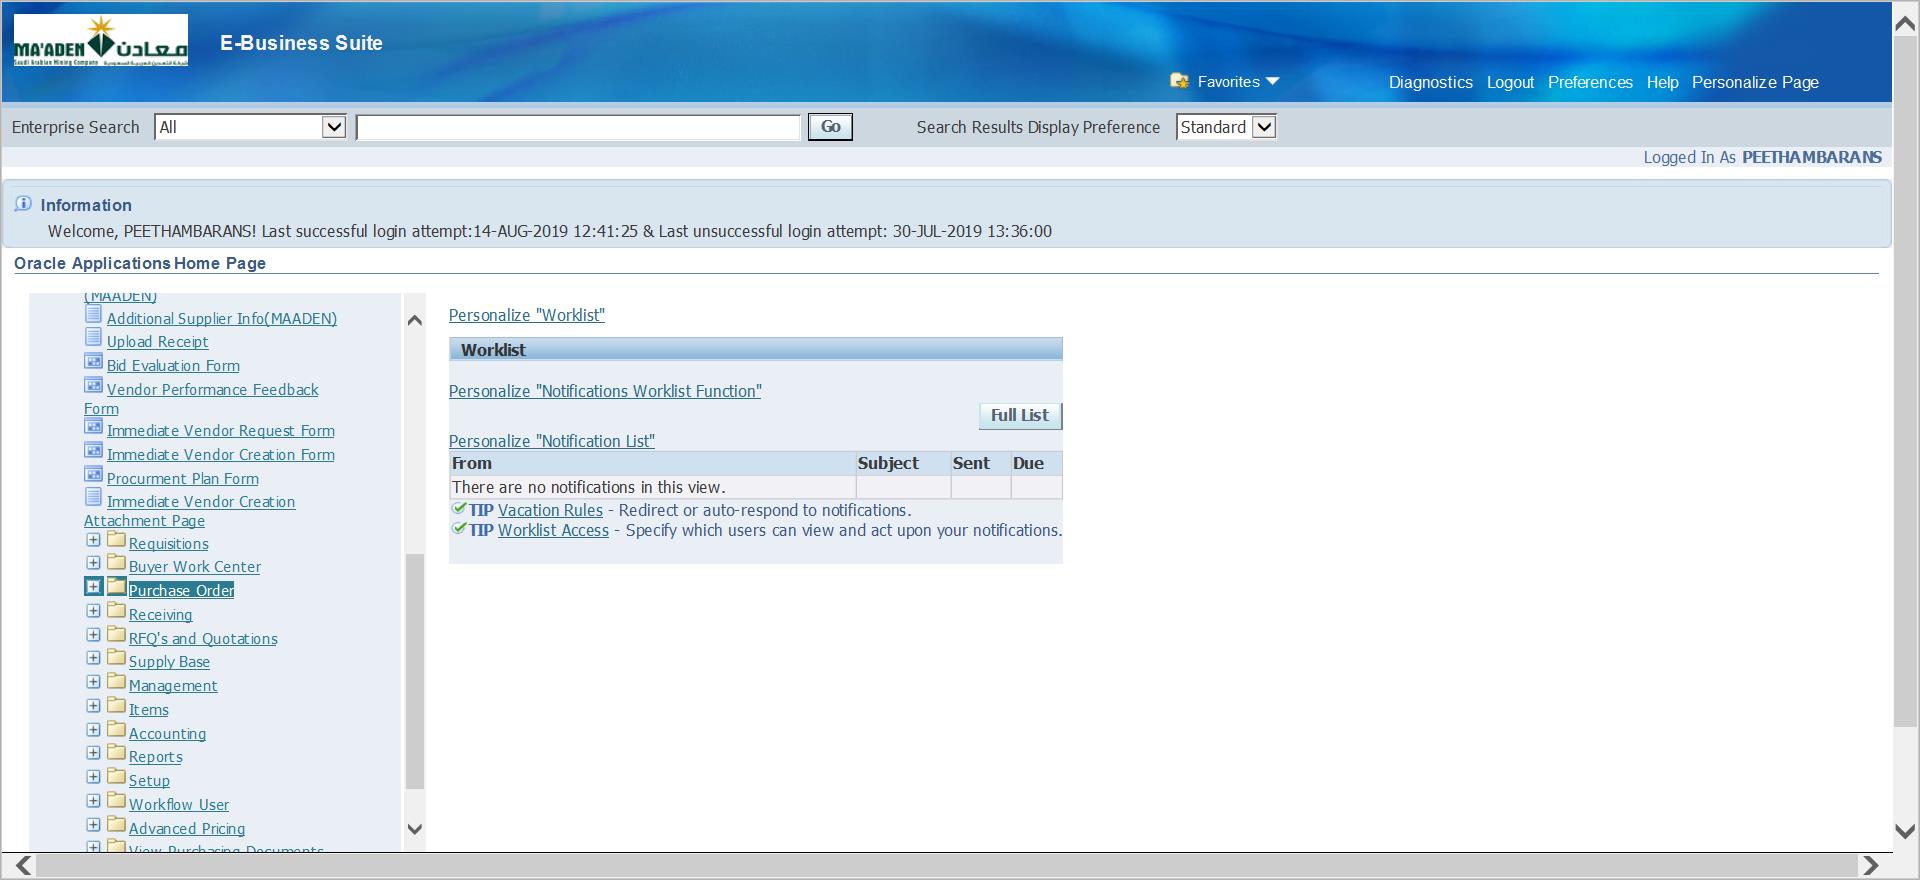 MA'ADEN معادن
Saudi Arabian Mining Company شركة التعدين العربية السعودية
E-Business Suite
Favorites
Diagnostics Logout Preferences Help Personalize Page
Enterprise Search All Go Search Results Display Preference Standard
Logged In As PEETHAMBARANS
Information
Welcome, PEETHAMBARANS! Last successful login attempt:14-AUG-2019 12:41:25 & Last unsuccessful login attempt: 30-JUL-2019 13:36:00
Oracle Applications Home Page
(MAADEN)
Additional Supplier Info(MAADEN)
Upload Receipt
Bid Evaluation Form
Vendor Performance Feedback
Form
Immediate Vendor Request Form
Immediate Vendor Creation Form
Procurment Plan Form
Immediate Vendor Creation
Attachment Page
Requisitions
Buyer Work Center
Purchase Order
Receiving
RFQ's and Quotations
Supply Base
Management
Items
Accounting
Reports
Setup
Workflow User
Advanced Pricing
View Purchasing Documents
Personalize "Worklist"
Worklist
Personalize "Notifications Worklist Function"
Full List
Personalize "Notification List"
From Subject Sent Due
There are no notifications in this view.
TIP Vacation Rules - Redirect or auto-respond to notifications.
TIP Worklist Access - Specify which users can view and act upon your notifications.